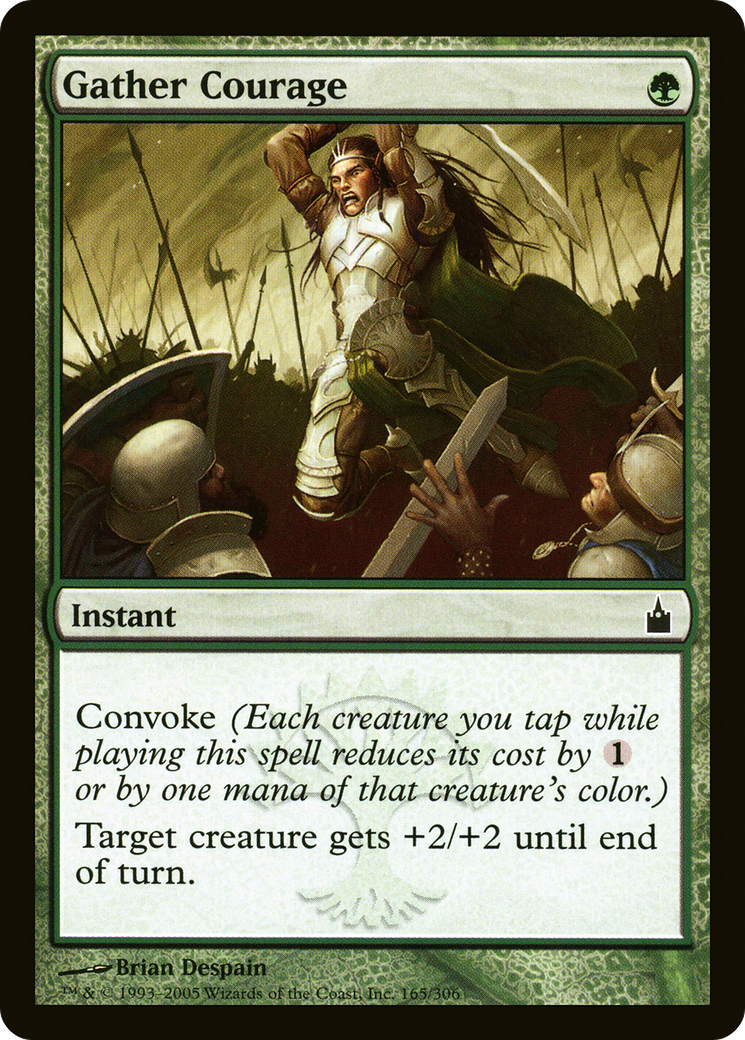 Gather Courage
Instant
Convoke (Each creature you tap while
playing this spell reduces its cost by 1
or by one mana of that creature's color.)
Target creature gets +2/+2 until end
of turn.
Brian Despain
™ & © 1993–2005 Wizards of the Coast, Inc. 165/306